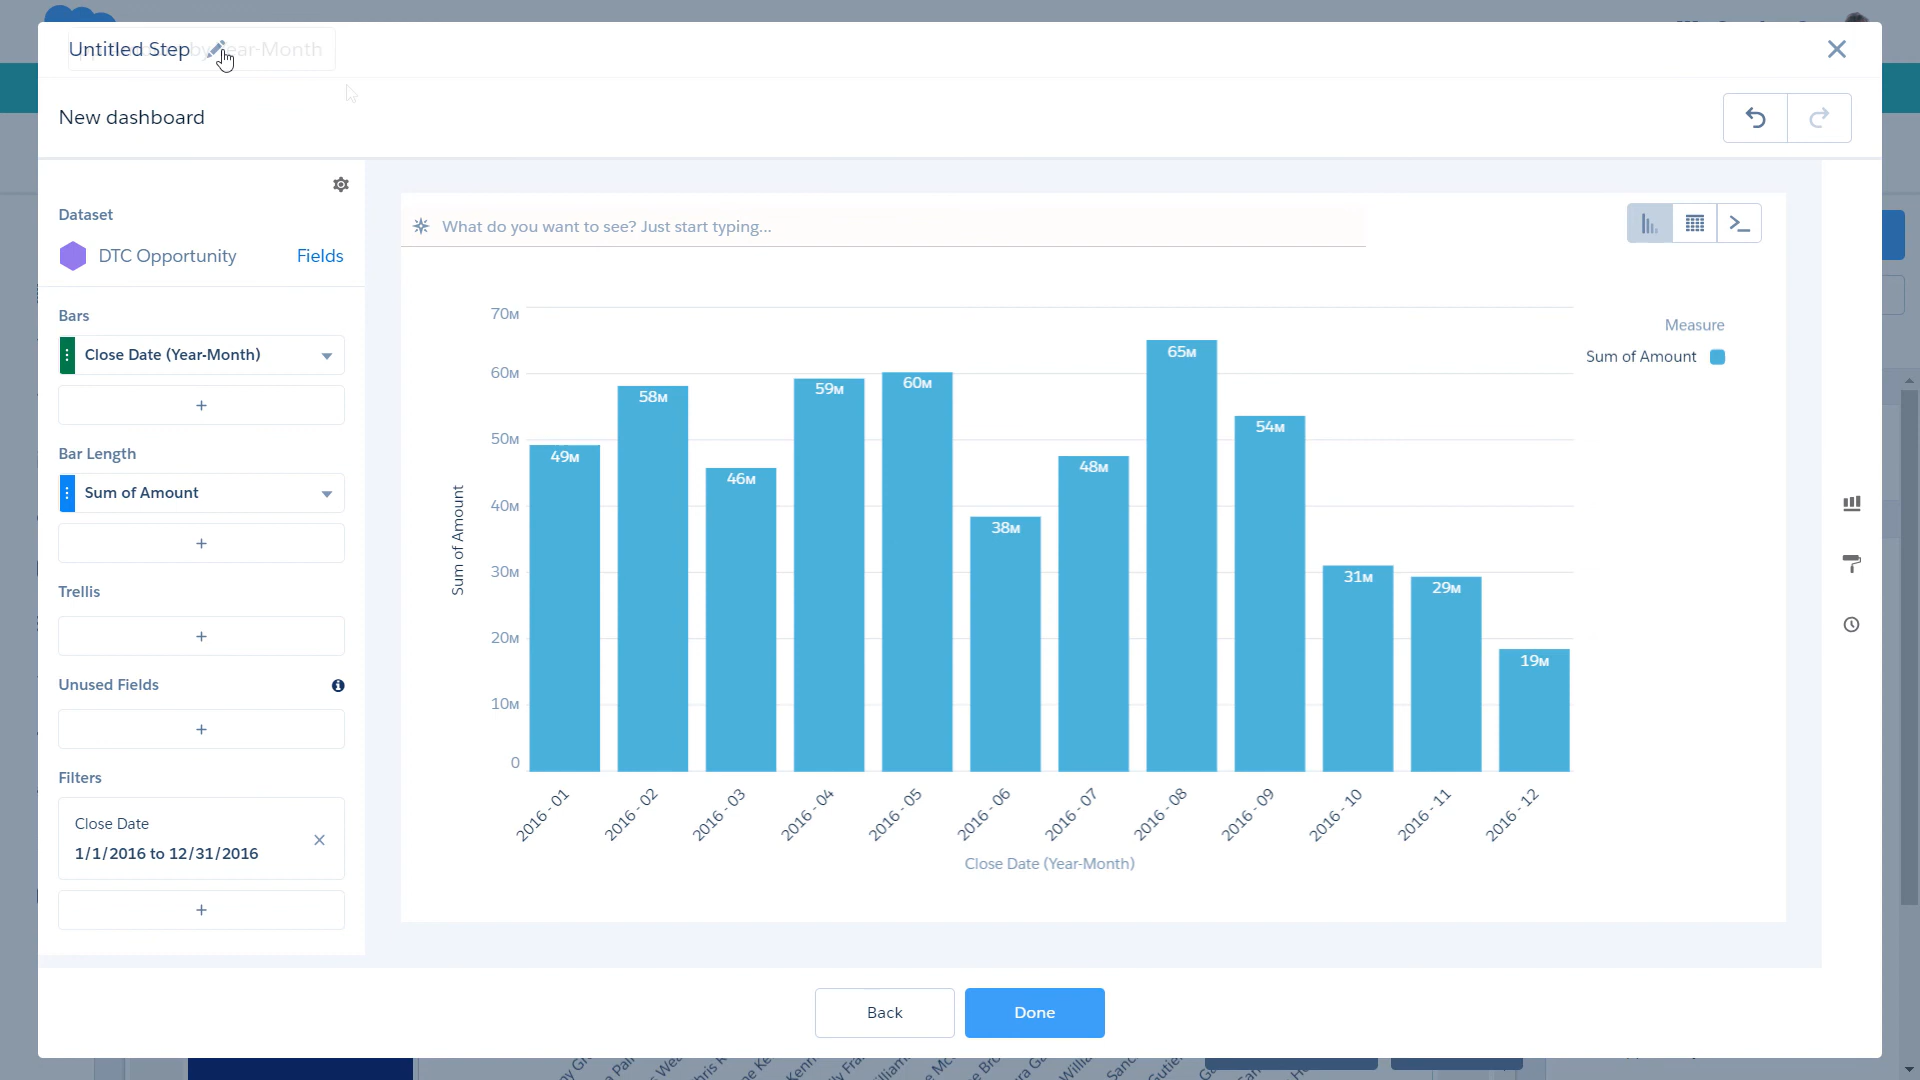 Untitled Step by Year-Month
New dashboard
Dataset
DTC Opportunity
Fields
Bars
Close Date (Year-Month)
+
Bar Length
Sum of Amount
+
Trellis
+
Unused Fields
+
Filters
Close Date
1/1/2016 to 12/31/2016
+
What do you want to see? Just start typing...
Measure
Sum of Amount
Sum of Amount
70M
60M
50M
40M
30M
20M
10M
0
49M
58M
46M
59M
60M
38M
48M
65M
54M
31M
29M
19M
2016 - 01
2016 - 02
2016 - 03
2016 - 04
2016 - 05
2016 - 06
2016 - 07
2016 - 08
2016 - 09
2016 - 10
2016 - 11
2016 - 12
Close Date (Year-Month)
Back
Done